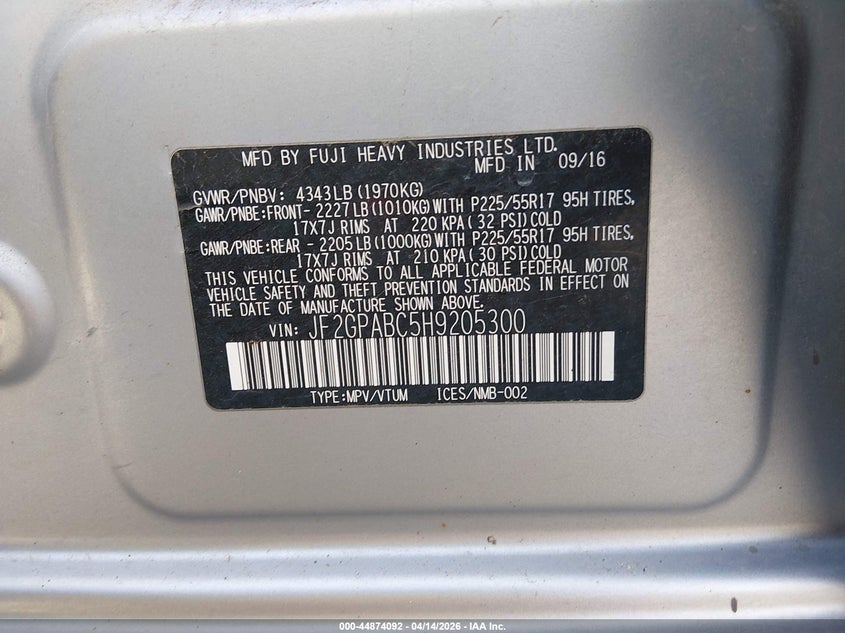 MFD BY FUJI HEAVY INDUSTRIES LTD.
MFD IN 09/16
GVWR/PNBV: 4343LB (1970KG)
GAWR/PNBE:FRONT- 2227LB (1010KG) WITH P225/55R17 95H TIRES,
17X7J RIMS AT 220 KPA (32 PSI) COLD
GAWR/PNBE:REAR - 2205LB (1000KG) WITH P225/55R17 95H TIRES,
17X7J RIMS AT 210 KPA (30 PSI) COLD
THIS VEHICLE CONFORMS TO ALL APPLICABLE FEDERAL MOTOR
VEHICLE SAFETY AND THEFT PREVENTION STANDARDS IN EFFECT ON
THE DATE OF MANUFACTURE SHOWN ABOVE.
VIN: JF2GPABC5H9205300
TYPE:MPV/VTUM ICES/NMB-002
000-44874092 - 04/14/2026 - IAA Inc.